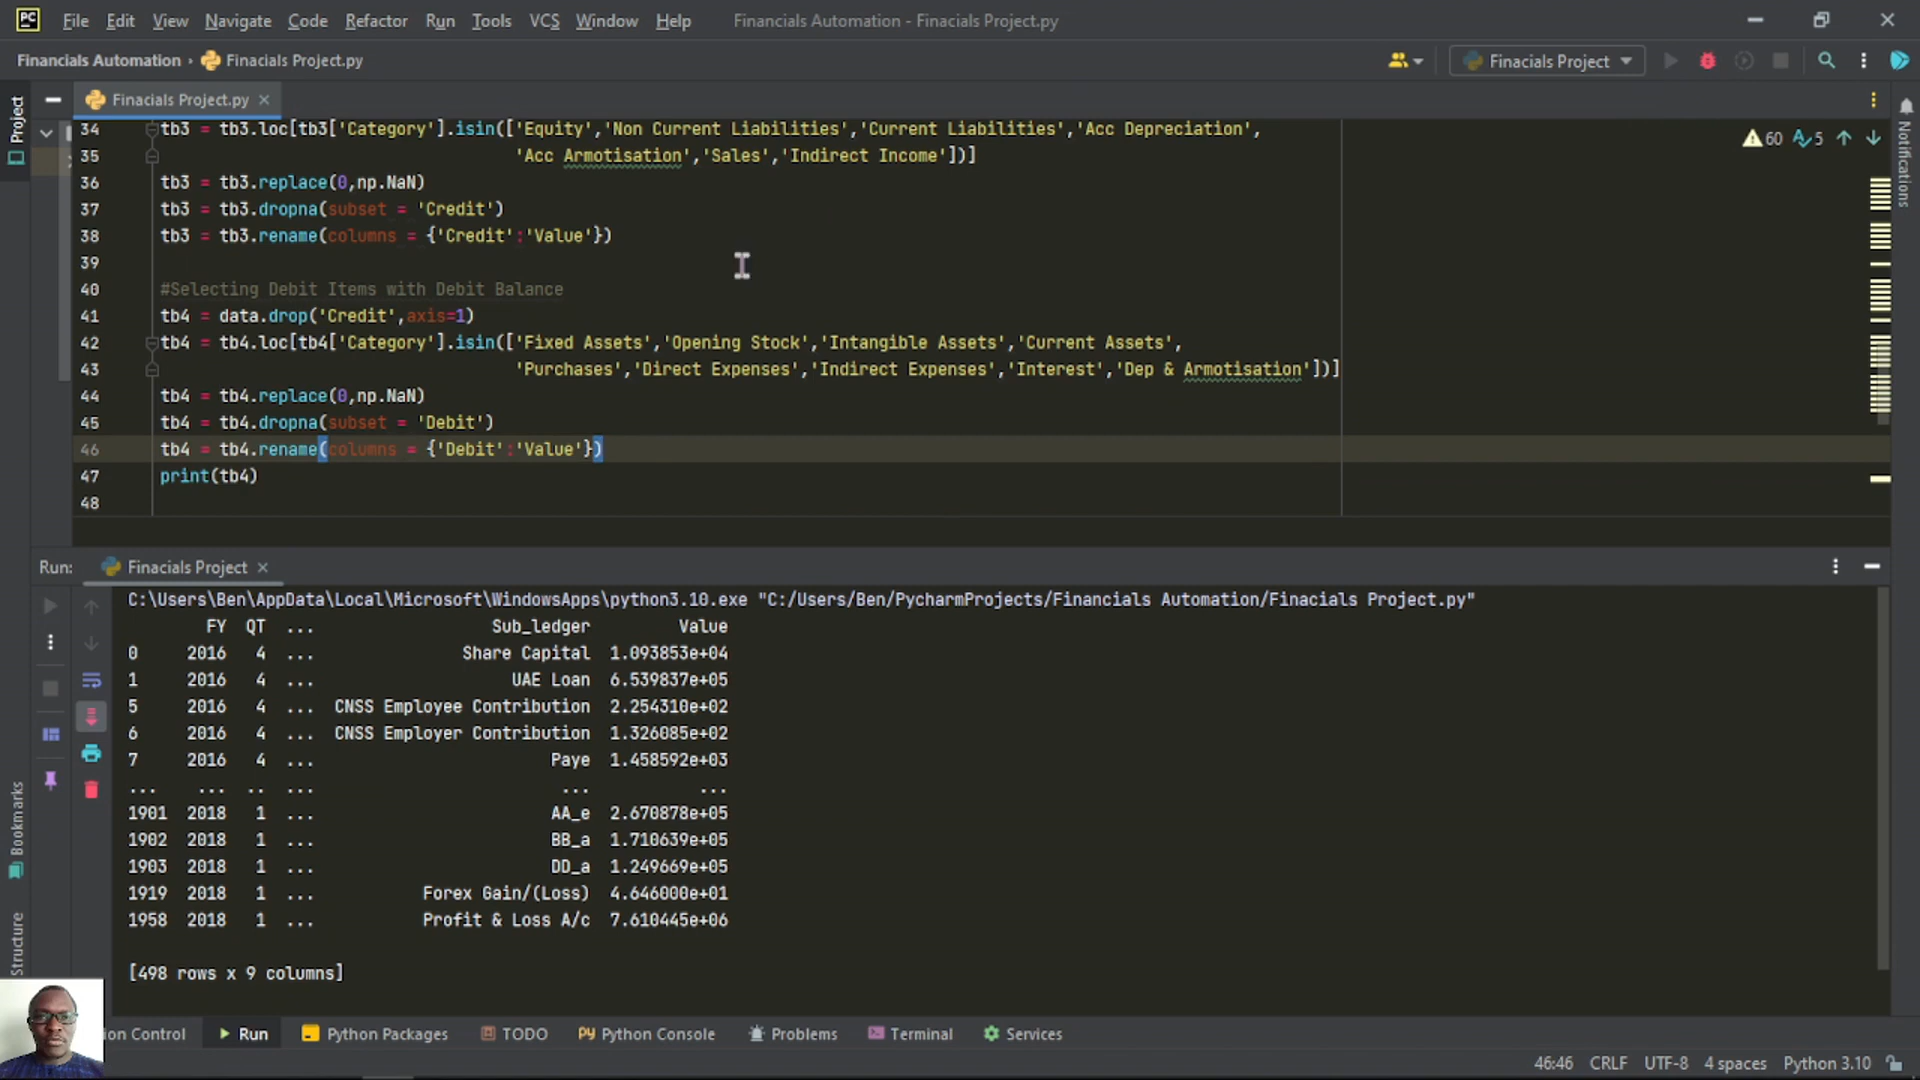 PC File Edit View Navigate Code Refactor Run Tools VCS Window Help Financials Automation - Finacials Project.py
Financials Automation › Finacials Project.py Finacials Project
Project
Finacials Project.py
Notifications
60 5
34 tb3 = tb3.loc[tb3['Category'].isin(['Equity','Non Current Liabilities','Current Liabilities','Acc Depreciation',
35 'Acc Armotisation','Sales','Indirect Income'])]
36 tb3 = tb3.replace(0,np.NaN)
37 tb3 = tb3.dropna(subset = 'Credit')
38 tb3 = tb3.rename(columns = {'Credit':'Value'})
39
40 #Selecting Debit Items with Debit Balance
41 tb4 = data.drop('Credit',axis=1)
42 tb4 = tb4.loc[tb4['Category'].isin(['Fixed Assets','Opening Stock','Intangible Assets','Current Assets',
43 'Purchases','Direct Expenses','Indirect Expenses','Interest','Dep & Armotisation'])]
44 tb4 = tb4.replace(0,np.NaN)
45 tb4 = tb4.dropna(subset = 'Debit')
46 tb4 = tb4.rename(columns = {'Debit':'Value'})
47 print(tb4)
48
Run: Finacials Project
C:\Users\Ben\AppData\Local\Microsoft\WindowsApps\python3.10.exe "C:/Users/Ben/PycharmProjects/Financials Automation/Finacials Project.py"
FY QT ... Sub_ledger Value
0 2016 4 ... Share Capital 1.093853e+04
1 2016 4 ... UAE Loan 6.539837e+05
5 2016 4 ... CNSS Employee Contribution 2.254310e+02
6 2016 4 ... CNSS Employer Contribution 1.326085e+02
7 2016 4 ... Paye 1.458592e+03
... ... .. ... ... ...
1901 2018 1 ... AA_e 2.670878e+05
1902 2018 1 ... BB_a 1.710639e+05
1903 2018 1 ... DD_a 1.249669e+05
1919 2018 1 ... Forex Gain/(Loss) 4.646000e+01
1958 2018 1 ... Profit & Loss A/c 7.610445e+06
[498 rows x 9 columns]
Bookmarks
Structure
ion Control Run Python Packages TODO Python Console Problems Terminal Services
46:46 CRLF UTF-8 4 spaces Python 3.10